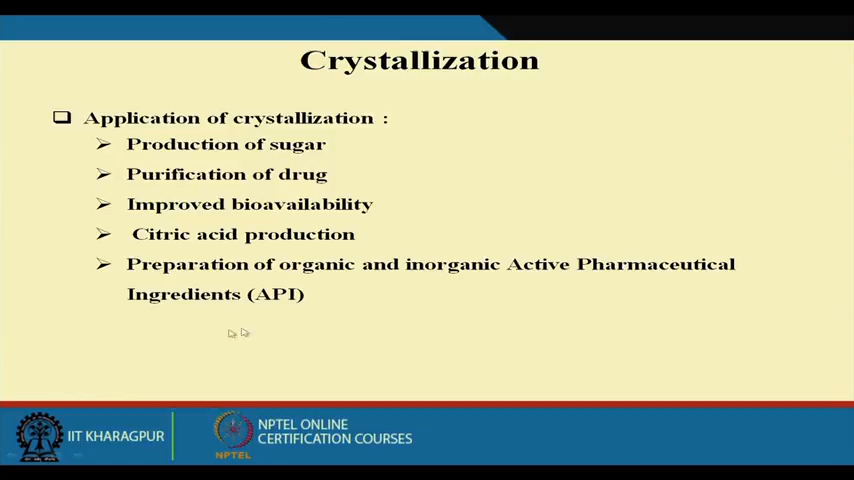 Crystallization
Application of crystallization :
Production of sugar
Purification of drug
Improved bioavailability
Citric acid production
Preparation of organic and inorganic Active Pharmaceutical
Ingredients (API)
IIT KHARAGPUR
NPTEL
NPTEL ONLINE
CERTIFICATION COURSES